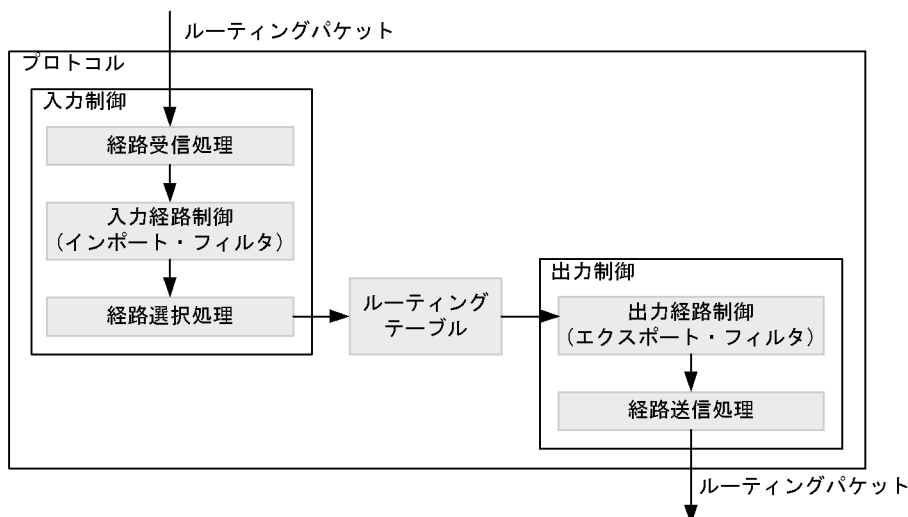 ルーティングパケット
プロトコル
入力制御
経路受信処理
入力経路制御
(インポート・フィルタ)
経路選択処理
ルーティング
テーブル
出力制御
出力経路制御
(エクスポート・フィルタ)
経路送信処理
ルーティングパケット